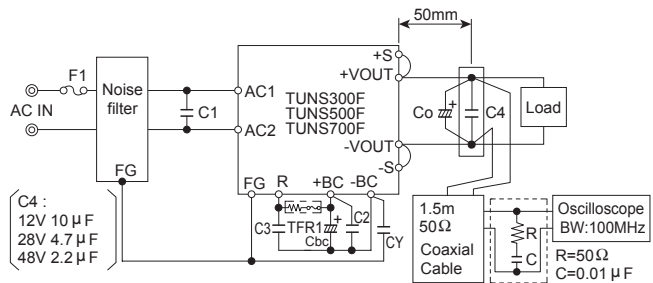 50mm
F1
AC IN
Noise
filter
FG
C1
AC1
AC2
TUNS300F
TUNS500F
TUNS700F
+S
+VOUT
-VOUT
-S
Co
+
C4
Load
FG
R
+BC
-BC
C3
TFR1
Cbc
+
C2
CY
C4 :
12V 10μF
28V 4.7μF
48V 2.2μF
1.5m
50Ω
Coaxial
Cable
R
C
Oscilloscope
BW:100MHz
R=50Ω
C=0.01μF